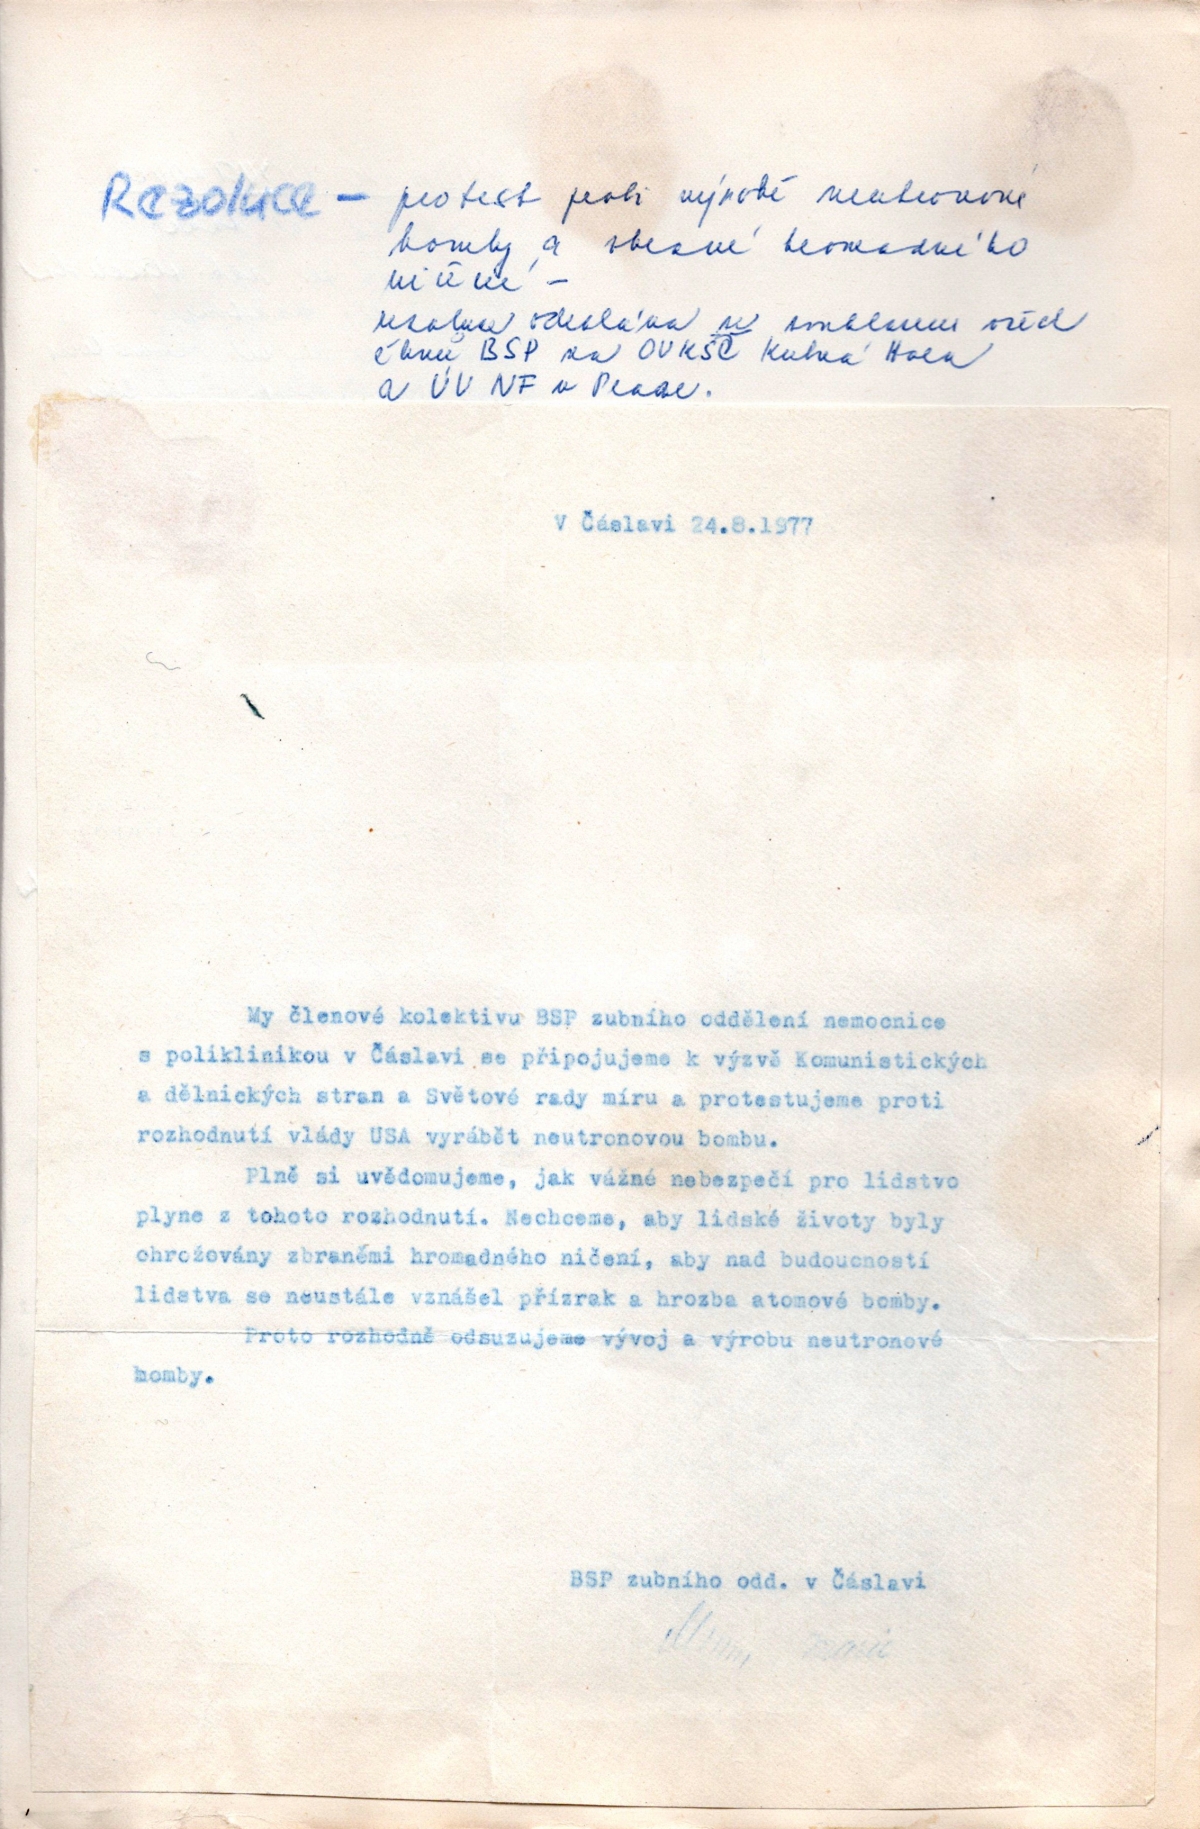 Rezoluce – protest proti výrobě neutronové
bomby a zbraně hromadného
ničení –
rezoluce odeslána se souhlasem všech
členů BSP na OVKSČ Kutná Hora
a ÚV NF v Praze.
V Čáslavi 24.8.1977
My členové kolektivu BSP zubního oddělení nemocnice
s poliklinikou v Čáslavi se připojujeme k výzvě Komunistických
a dělnických stran a Světové rady míru a protestujeme proti
rozhodnutí vlády USA vyrábět neutronovou bombu.
Plně si uvědomujeme, jak vážné nebezpečí pro lidstvo
plyne z tohoto rozhodnutí. Nechceme, aby lidské životy byly
ohrožovány zbraněmi hromadného ničení, aby nad budoucností
lidstva se neustále vznášel přízrak a hrozba atomové bomby.
Proto rozhodně odsuzujeme vývoj a výrobu neutronové
bomby.
BSP zubního odd. v Čáslavi